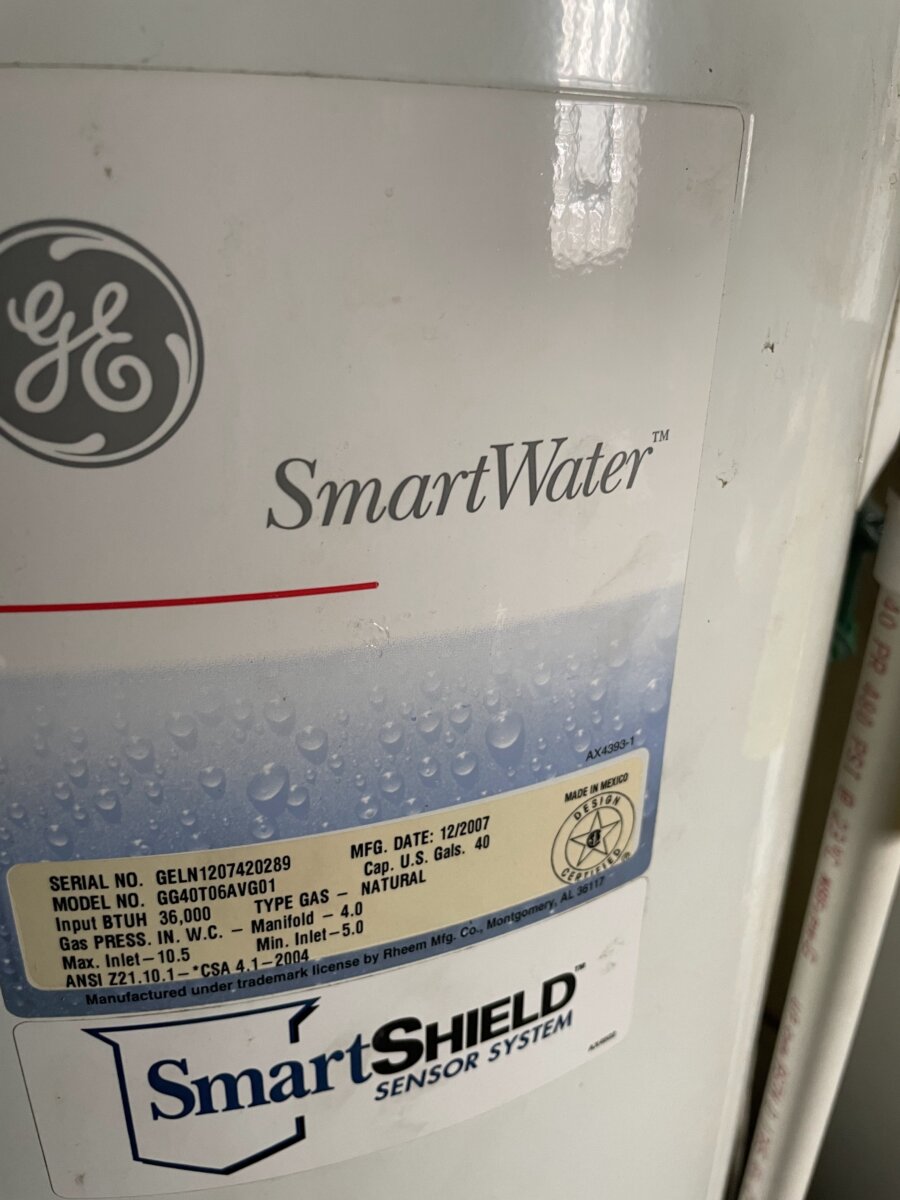 GE
SmartWater™
AX4393-1
MADE IN MEXICO
DESIGN
CERTIFIED
SERIAL NO. GELN1207420289 MFG. DATE: 12/2007
MODEL NO. GG40T06AVG01 Cap. U.S. Gals. 40
Input BTUH 36,000 TYPE GAS – NATURAL
Gas PRESS. IN. W.C. – Manifold – 4.0
Max. Inlet–10.5 Min. Inlet–5.0
ANSI Z21.10.1–*CSA 4.1–2004
Manufactured under trademark license by Rheem Mfg. Co., Montgomery, AL 36117
SmartSHIELD™
SENSOR SYSTEM